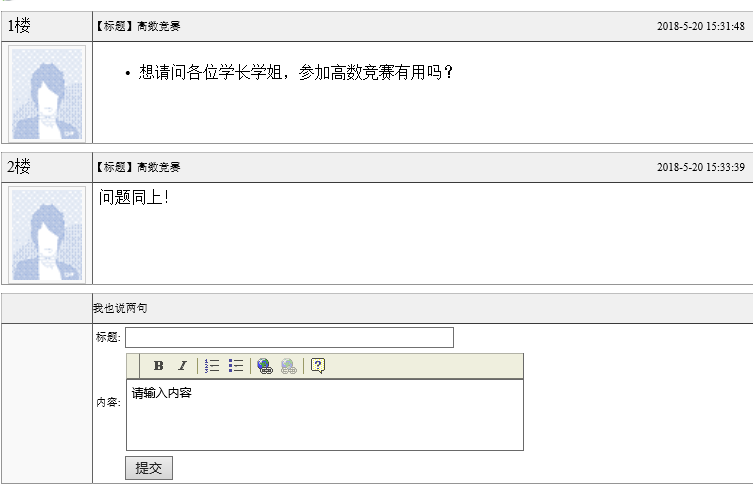 1楼
【标题】高数竞赛
2018-5-20 15:31:48
• 想请问各位学长学姐，参加高数竞赛有用吗？
2楼
【标题】高数竞赛
2018-5-20 15:33:39
问题同上！
我也说两句
标题:
B I
内容:
请输入内容
提交